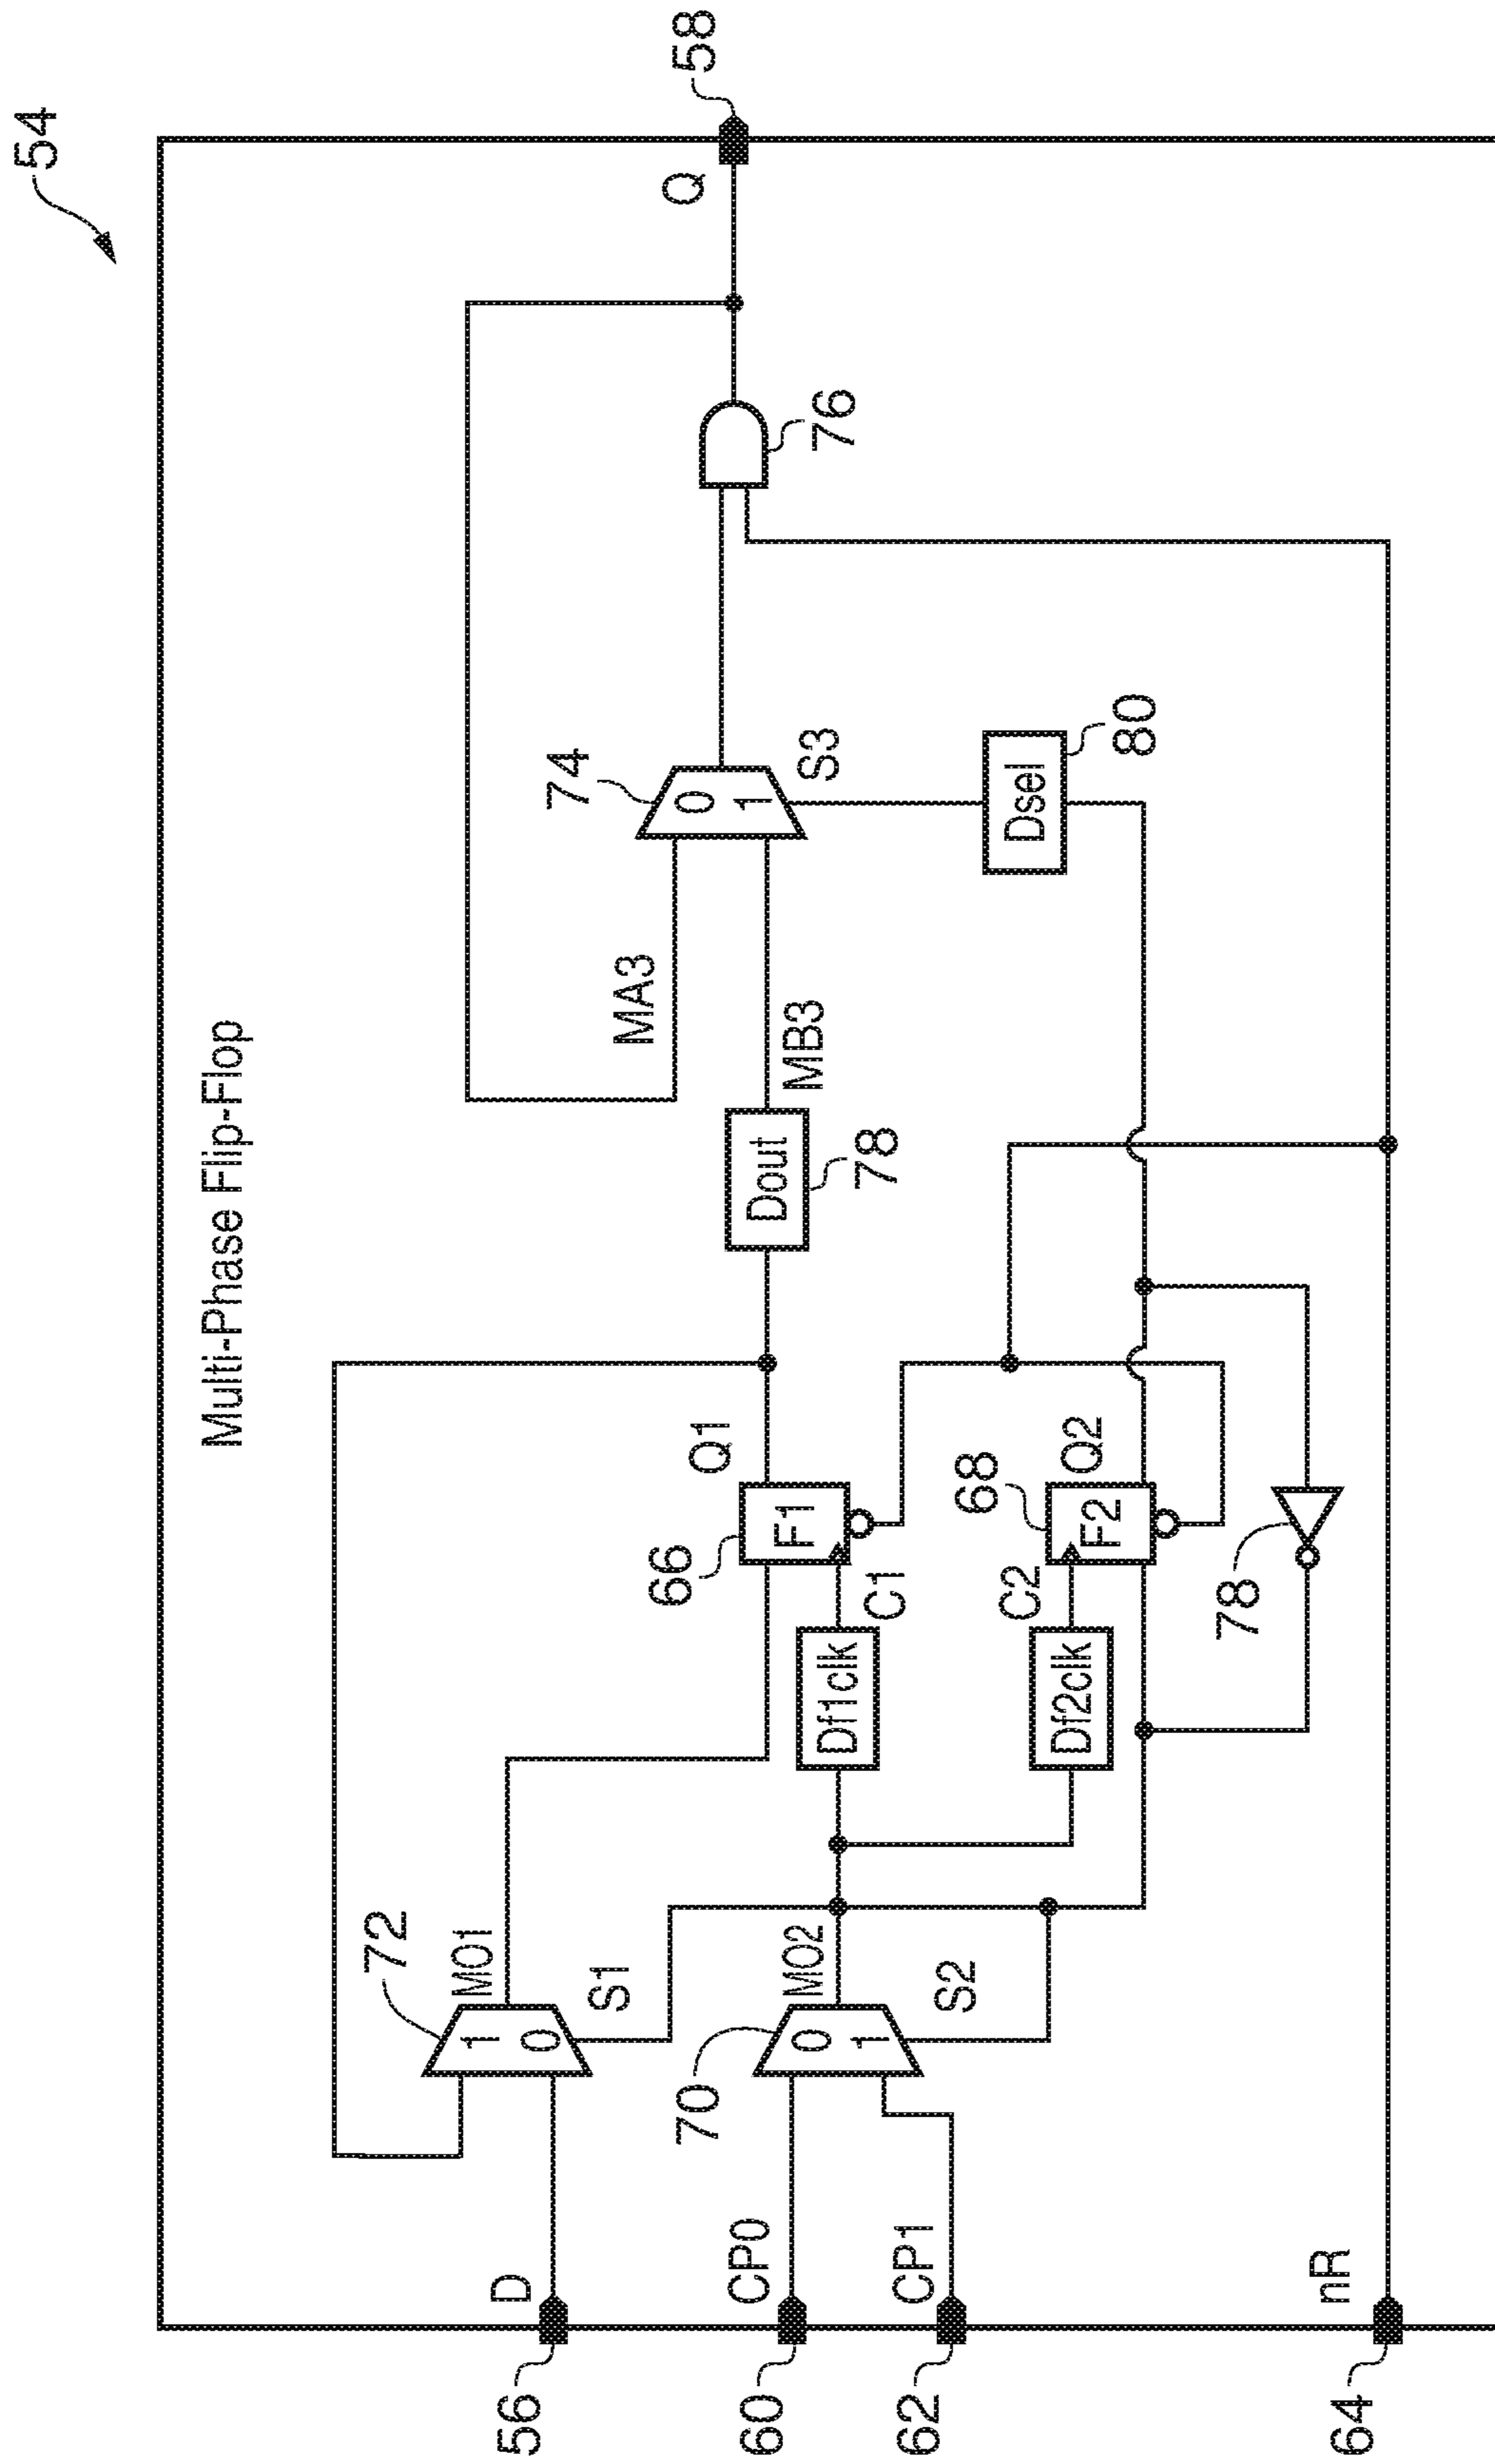 54
Multi-Phase Flip-Flop
56
D
72
1
0
MO1
S1
60
CP0
70
0
1
MO2
S2
62
CP1
66
F1
Q1
Df1clk
C1
68
F2
Q2
Df2clk
C2
78
Dout
78
MA3
MB3
74
0
1
S3
Dsel
80
76
Q
58
nR
64